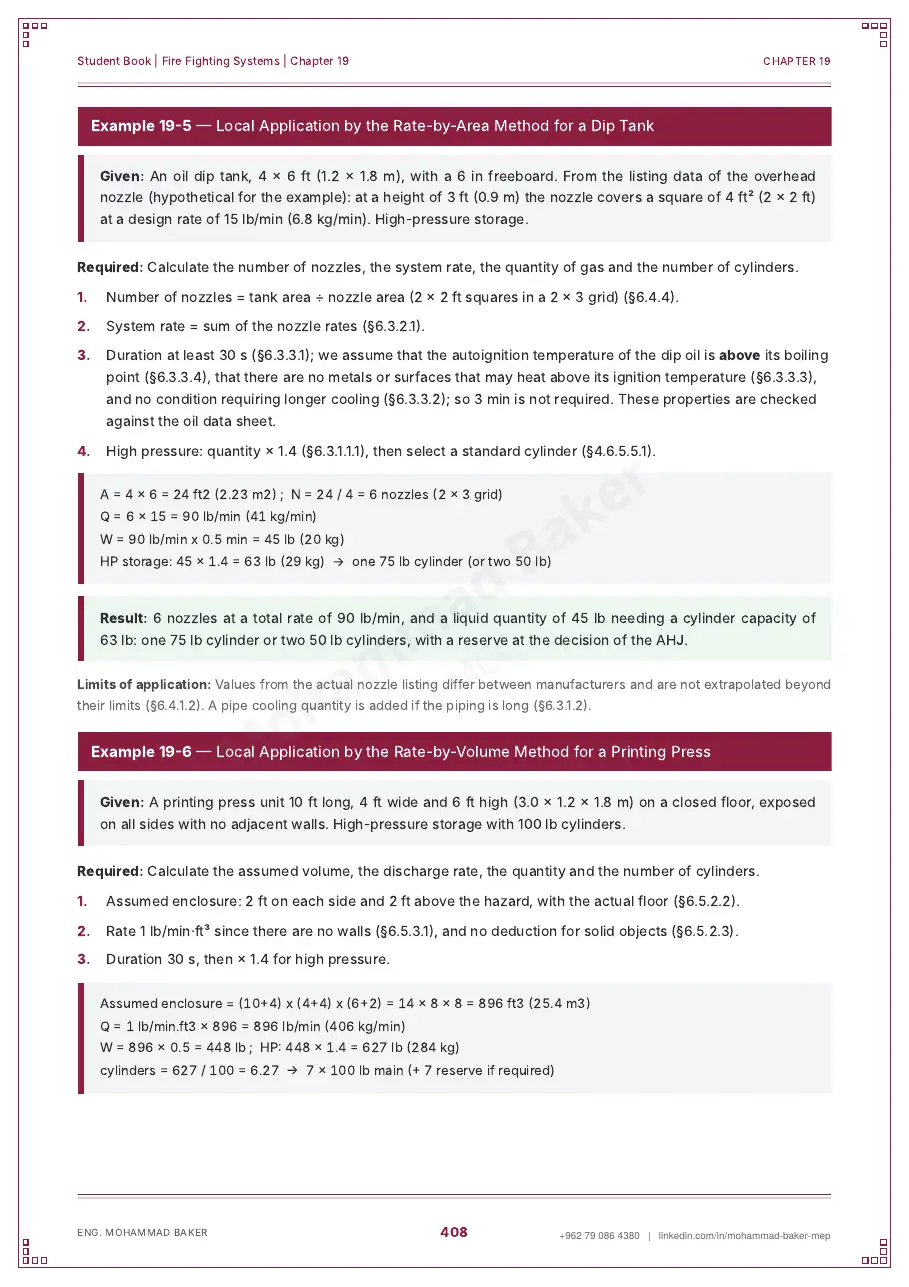 Student Book | Fire Fighting Systems | Chapter 19
CHAPTER 19
Example 19-5 — Local Application by the Rate-by-Area Method for a Dip Tank
Given: An oil dip tank, 4 × 6 ft (1.2 × 1.8 m), with a 6 in freeboard. From the listing data of the overhead
nozzle (hypothetical for the example): at a height of 3 ft (0.9 m) the nozzle covers a square of 4 ft² (2 × 2 ft)
at a design rate of 15 lb/min (6.8 kg/min). High-pressure storage.
Required: Calculate the number of nozzles, the system rate, the quantity of gas and the number of cylinders.
1. Number of nozzles = tank area ÷ nozzle area (2 × 2 ft squares in a 2 × 3 grid) (§6.4.4).
2. System rate = sum of the nozzle rates (§6.3.2.1).
3. Duration at least 30 s (§6.3.3.1); we assume that the autoignition temperature of the dip oil is above its boiling
point (§6.3.3.4), that there are no metals or surfaces that may heat above its ignition temperature (§6.3.3.3),
and no condition requiring longer cooling (§6.3.3.2); so 3 min is not required. These properties are checked
against the oil data sheet.
4. High pressure: quantity × 1.4 (§6.3.1.1.1), then select a standard cylinder (§4.6.5.5.1).
A = 4 × 6 = 24 ft2 (2.23 m2) ; N = 24 / 4 = 6 nozzles (2 × 3 grid)
Q = 6 × 15 = 90 lb/min (41 kg/min)
W = 90 lb/min x 0.5 min = 45 lb (20 kg)
HP storage: 45 × 1.4 = 63 lb (29 kg) → one 75 lb cylinder (or two 50 lb)
Result: 6 nozzles at a total rate of 90 lb/min, and a liquid quantity of 45 lb needing a cylinder capacity of
63 lb: one 75 lb cylinder or two 50 lb cylinders, with a reserve at the decision of the AHJ.
Limits of application: Values from the actual nozzle listing differ between manufacturers and are not extrapolated beyond
their limits (§6.4.1.2). A pipe cooling quantity is added if the piping is long (§6.3.1.2).
Example 19-6 — Local Application by the Rate-by-Volume Method for a Printing Press
Given: A printing press unit 10 ft long, 4 ft wide and 6 ft high (3.0 × 1.2 × 1.8 m) on a closed floor, exposed
on all sides with no adjacent walls. High-pressure storage with 100 lb cylinders.
Required: Calculate the assumed volume, the discharge rate, the quantity and the number of cylinders.
1. Assumed enclosure: 2 ft on each side and 2 ft above the hazard, with the actual floor (§6.5.2.2).
2. Rate 1 lb/min·ft³ since there are no walls (§6.5.3.1), and no deduction for solid objects (§6.5.2.3).
3. Duration 30 s, then × 1.4 for high pressure.
Assumed enclosure = (10+4) x (4+4) x (6+2) = 14 × 8 × 8 = 896 ft3 (25.4 m3)
Q = 1 lb/min.ft3 × 896 = 896 lb/min (406 kg/min)
W = 896 × 0.5 = 448 lb ; HP: 448 × 1.4 = 627 lb (284 kg)
cylinders = 627 / 100 = 6.27 → 7 × 100 lb main (+ 7 reserve if required)
ENG. MOHAMMAD BAKER
408
+962 79 086 4380 | linkedin.com/in/mohammad-baker-mep
Mohammad Baker